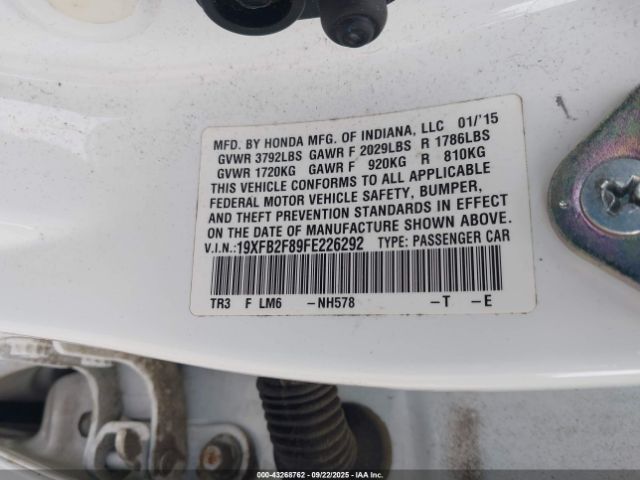 MFD. BY HONDA MFG. OF INDIANA, LLC 01/'15
GVWR 3792LBS GAWR F 2029LBS R 1786LBS
GVWR 1720KG GAWR F 920KG R 810KG
THIS VEHICLE CONFORMS TO ALL APPLICABLE
FEDERAL MOTOR VEHICLE SAFETY, BUMPER,
AND THEFT PREVENTION STANDARDS IN EFFECT
ON THE DATE OF MANUFACTURE SHOWN ABOVE.
V.I.N.:19XFB2F89FE226292 TYPE: PASSENGER CAR
TR3 F LM6 -NH578 -T -E
© - 43268762 - 09/22/2025 - IAA Inc.